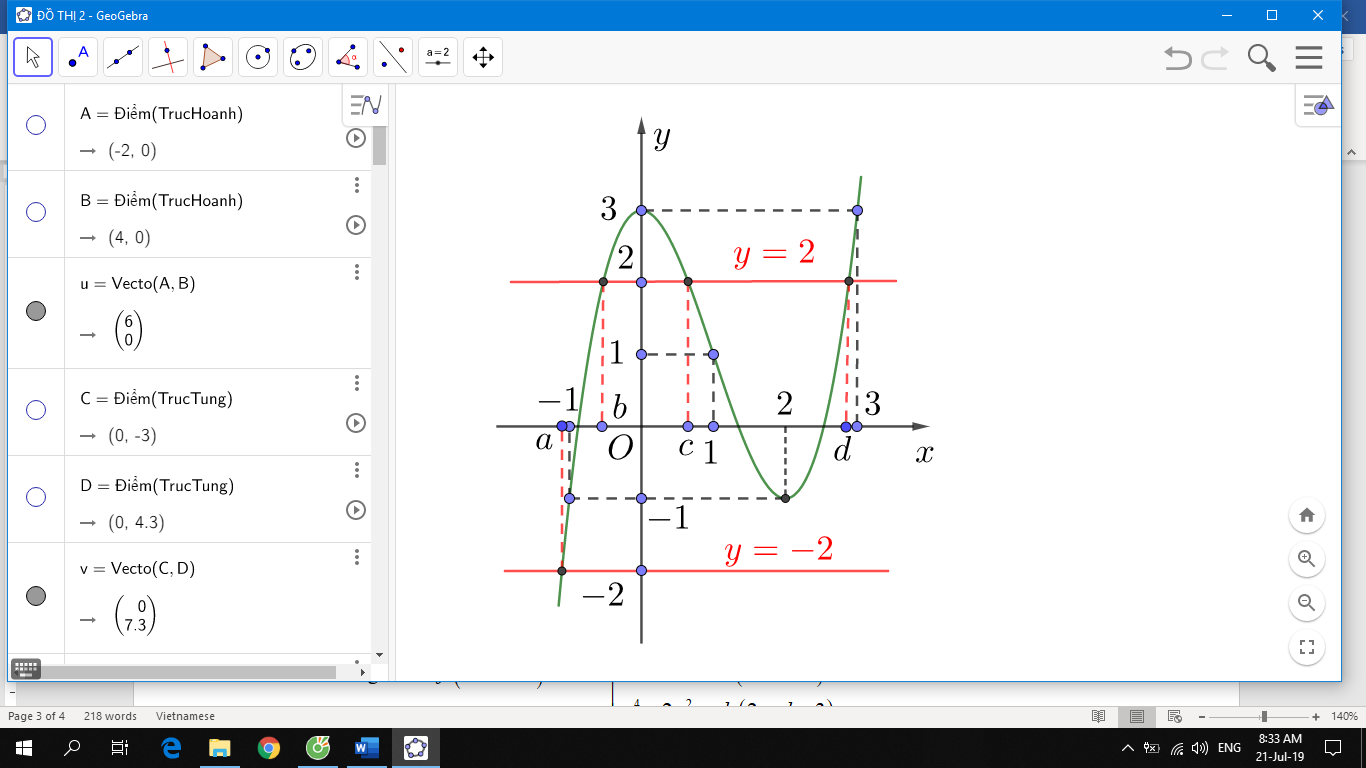 ĐỒ THỊ 2 - GeoGebra
A
α
a=2
A = Điểm(TrucHoanh)
→ (-2, 0)
B = Điểm(TrucHoanh)
→ (4, 0)
u = Vecto(A, B)
→ (6
0)
C = Điểm(TrucTung)
→ (0, -3)
D = Điểm(TrucTung)
→ (0, 4.3)
v = Vecto(C, D)
→ (0
7.3)
y
3
2
y = 2
1
−1
b
2
3
a
O
c
1
d
x
−1
y = −2
−2
Page 3 of 4
218 words
Vietnamese
140%
ENG
8:33 AM
21-Jul-19